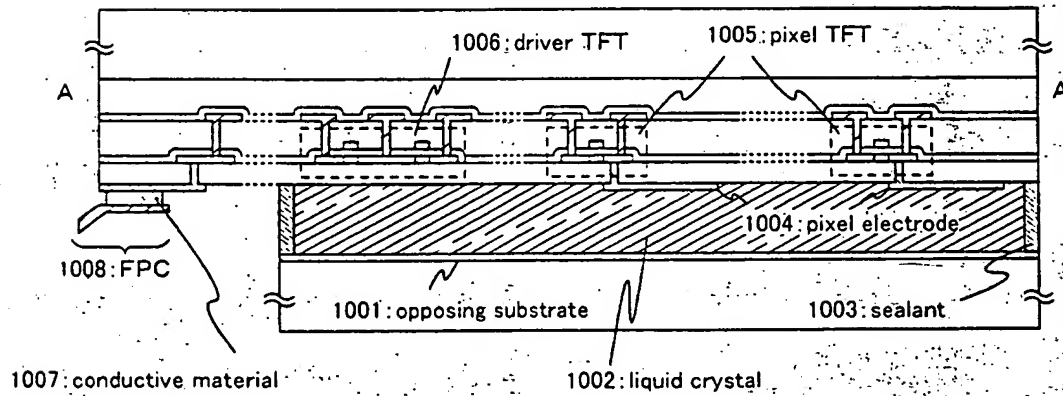 1006:driver TFT
1005:pixel TFT
A
A
1004:pixel electrode
1008:FPC
1001:opposing substrate
1003:sealant
1007:conductive material
1002:liquid crystal